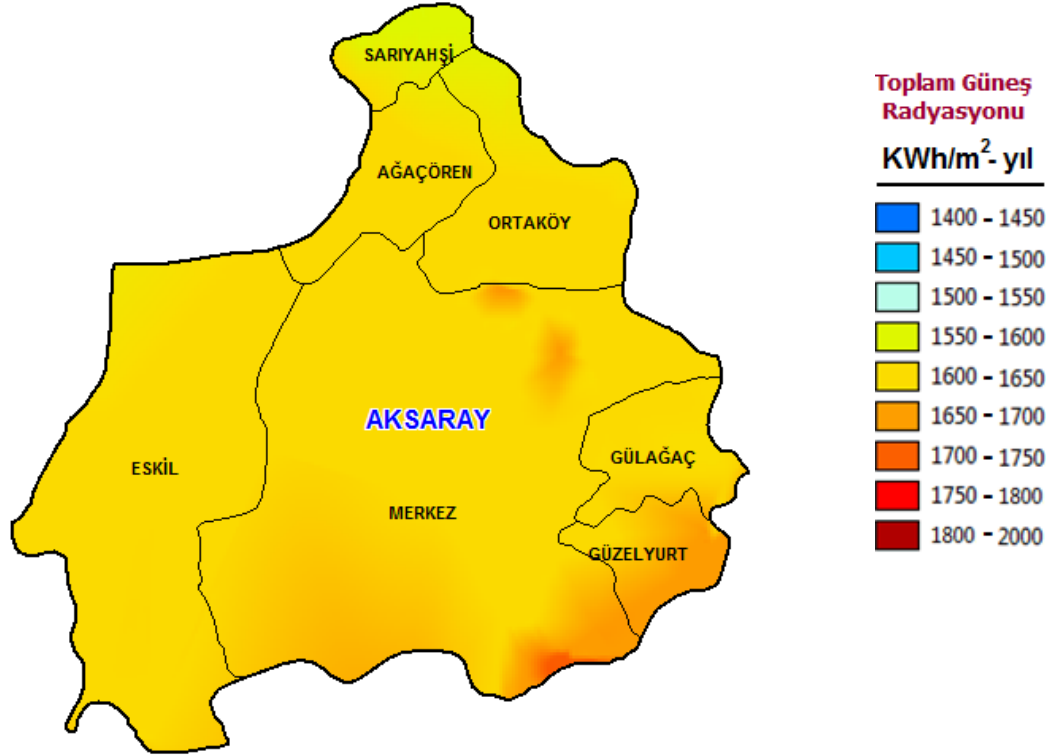 SARIYAHŞİ
AĞAÇÖREN
ORTAKÖY
AKSARAY
ESKİL
GÜLAĞAÇ
MERKEZ
GÜZELYURT
Toplam Güneş
Radyasyonu
KWh/m²- yıl
1400 - 1450
1450 - 1500
1500 - 1550
1550 - 1600
1600 - 1650
1650 - 1700
1700 - 1750
1750 - 1800
1800 - 2000